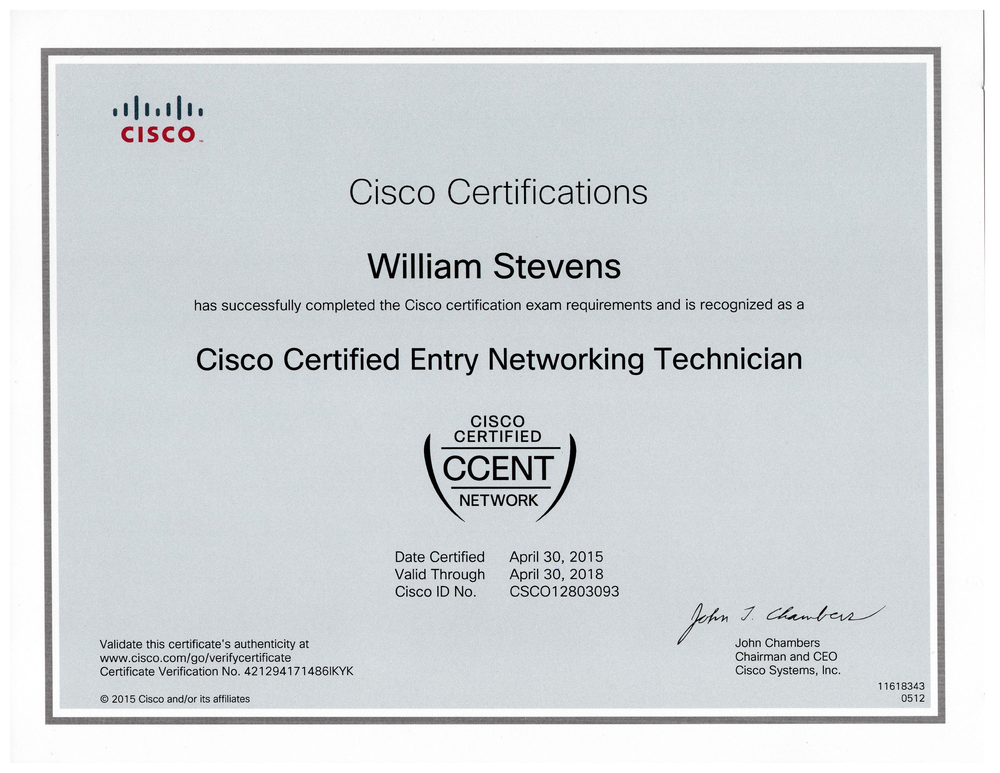 CISCO
Cisco Certifications
William Stevens
has successfully completed the Cisco certification exam requirements and is recognized as a
Cisco Certified Entry Networking Technician
CISCO
CERTIFIED
CCENT
NETWORK
Date Certified April 30, 2015
Valid Through April 30, 2018
Cisco ID No. CSCO12803093
John T. Chambers
Validate this certificate's authenticity at
www.cisco.com/go/verifycertificate
Certificate Verification No. 421294171486IKYK
John Chambers
Chairman and CEO
Cisco Systems, Inc.
© 2015 Cisco and/or its affiliates
11618343
0512